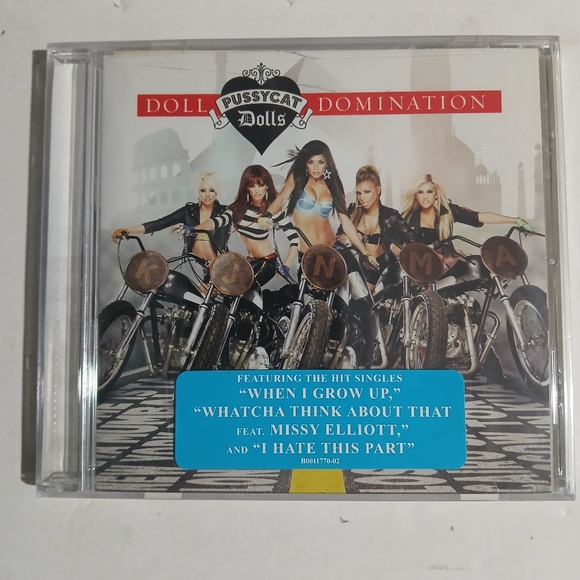 DOLL DOMINATION
PUSSYCAT
Dolls
K J N M A
FEATURING THE HIT SINGLES
“WHEN I GROW UP,”
“WHATCHA THINK ABOUT THAT
FEAT. MISSY ELLIOTT,”
AND “I HATE THIS PART”
B0011770-02